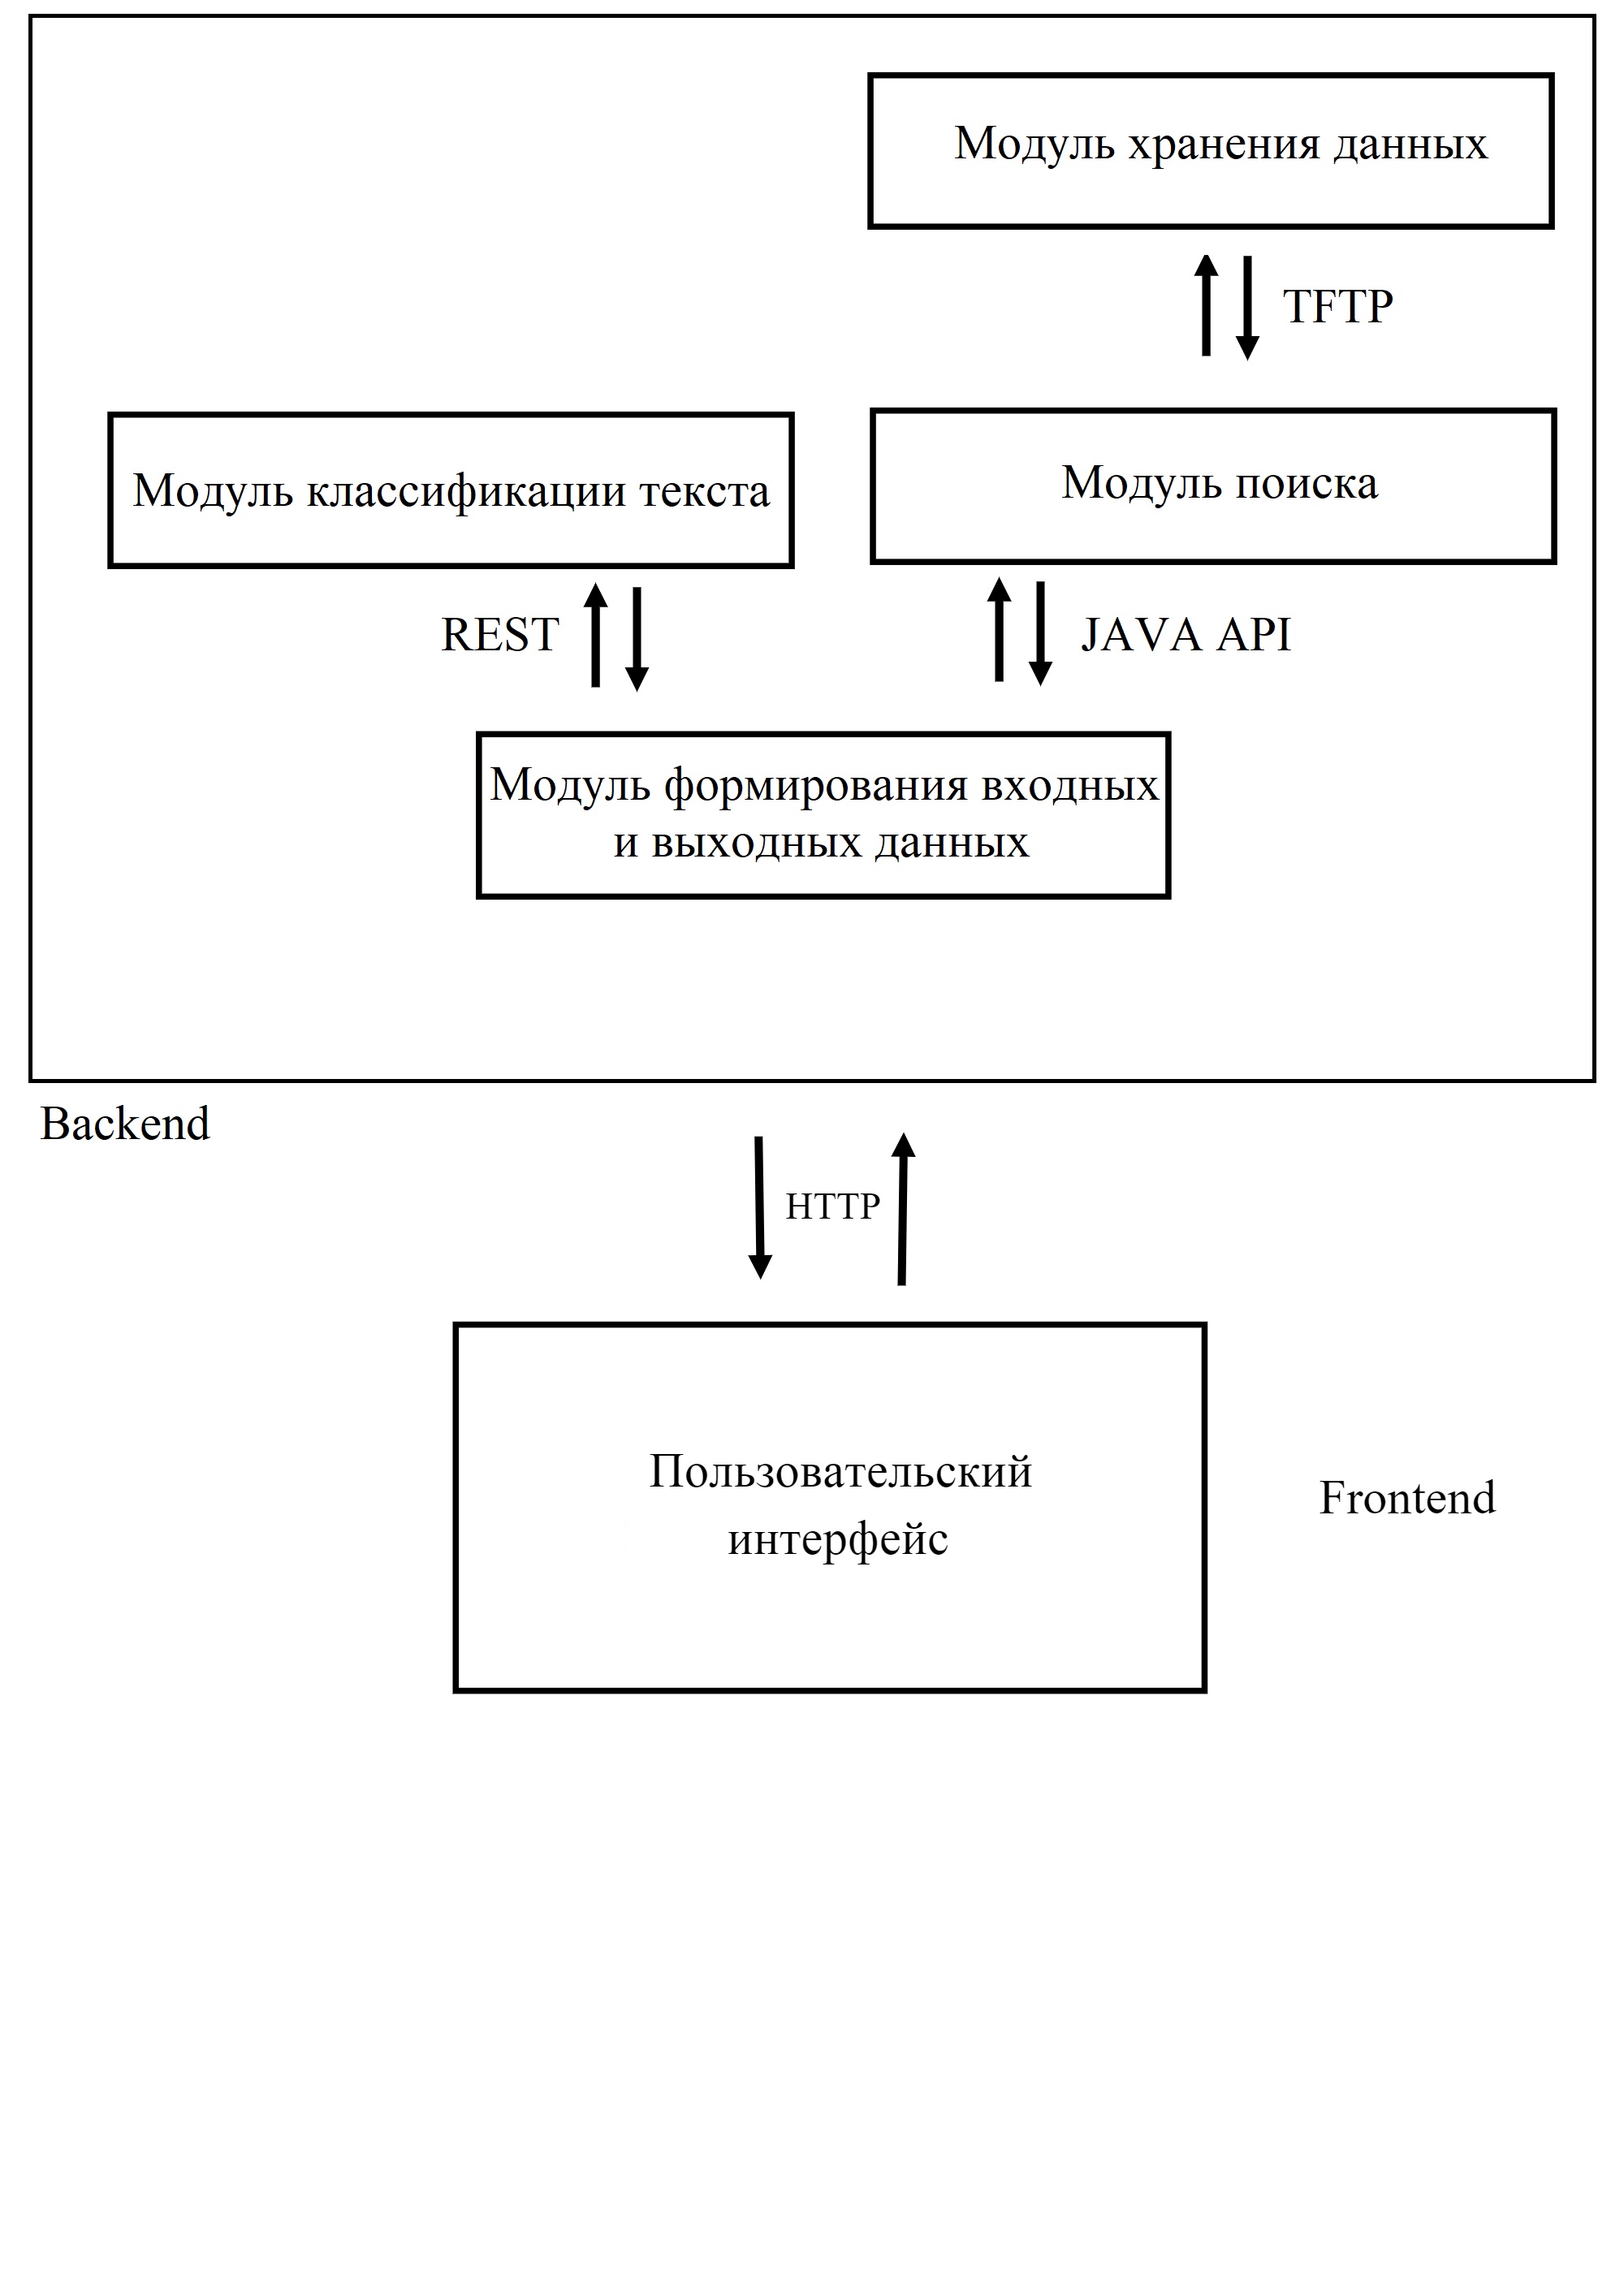 Модуль хранения данных
TFTP
Модуль классификации текста
Модуль поиска
REST
JAVA API
Модуль формирования входных
и выходных данных
Backend
HTTP
Пользовательский
интерфейс
Frontend